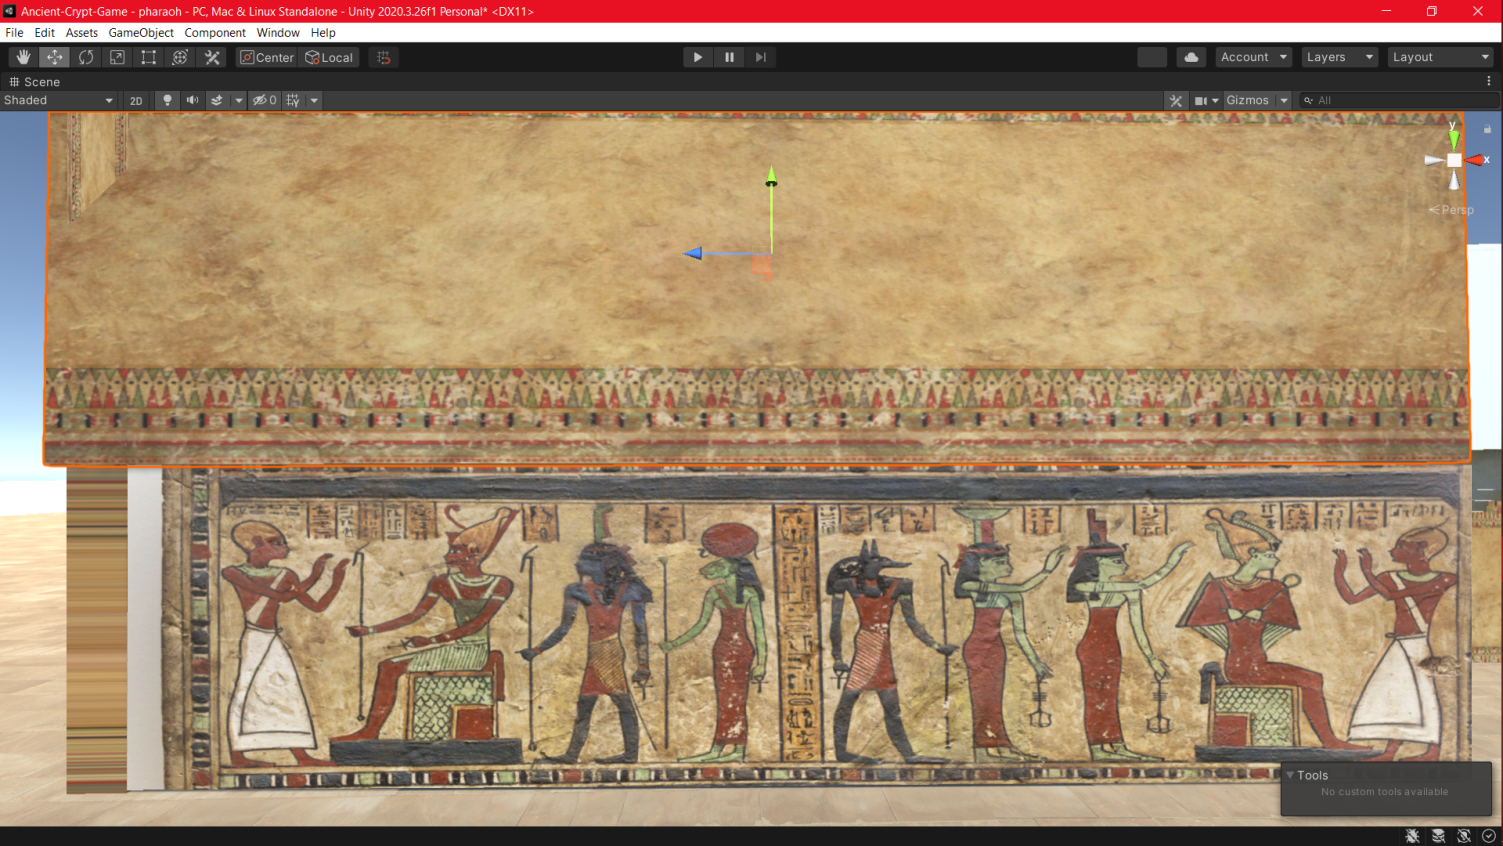 Ancient-Crypt-Game - pharaoh - PC, Mac & Linux Standalone - Unity 2020.3.26f1 Personal* <DX11>
File Edit Assets GameObject Component Window Help
Center Local Account Layers Layout
Scene
Shaded 2D 0 Gizmos All
y
x
Persp
Tools
No custom tools available